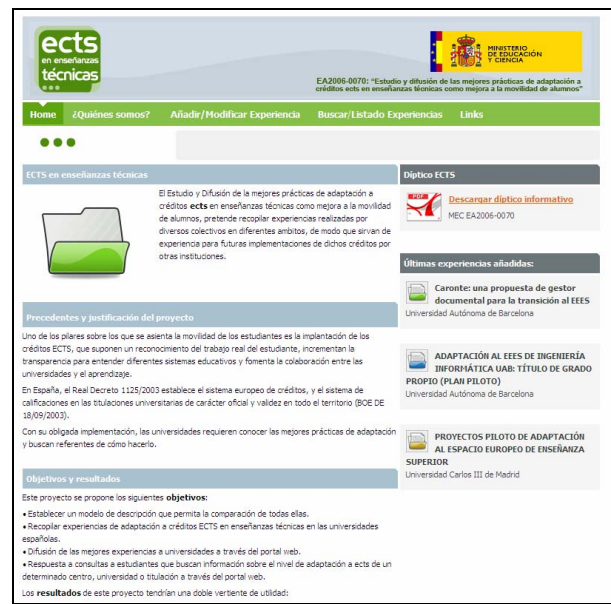 ects
en enseñanzas
técnicas
MINISTERIO
DE EDUCACIÓN
Y CIENCIA
EA2006-0070: "Estudio y difusión de las mejores prácticas de adaptación a
créditos ects en enseñanzas técnicas como mejora a la movilidad de alumnos"
Home ¿Quiénes somos? Añadir/Modificar Experiencia Buscar/Listado Experiencias Links
ECTS en enseñanzas técnicas
El Estudio y Difusión de la mejores prácticas de adaptación a
créditos ects en enseñanzas técnicas como mejora a la movilidad
de alumnos, pretende recopilar experiencias realizadas por
diversos colectivos en diferentes ambitos, de modo que sirvan de
experiencia para futuras implementaciones de dichos créditos por
otras instituciones.
Precedentes y justificación del proyecto
Uno de los pilares sobre los que se asienta la movilidad de los estudiantes es la implantación de los
créditos ECTS, que suponen un reconocimiento del trabajo real del estudiante, incrementan la
transparencia para entender diferentes sistemas educativos y fomenta la colaboración entre las
universidades y el aprendizaje.
En España, el Real Decreto 1125/2003 establece el sistema europeo de créditos, y el sistema de
calificaciones en las titulaciones universitarias de carácter oficial y validez en todo el territorio (BOE DE
18/09/2003).
Con su obligada implementación, las universidades requieren conocer las mejores prácticas de adaptación
y buscan referentes de cómo hacerlo.
Objetivos y resultados
Este proyecto se propone los siguientes objetivos:
• Establecer un modelo de descripción que permita la comparación de todas ellas.
• Recopilar experiencias de adaptación a créditos ECTS en enseñanzas técnicas en las universidades
españolas.
• Difusión de las mejores experiencias a universidades a través del portal web.
• Respuesta a consultas a estudiantes que buscan información sobre el nivel de adaptación a ects de un
determinado centro, universidad o titulación a través del portal web.
Los resultados de este proyecto tendrían una doble vertiente de utilidad:
Díptico ECTS
PDF
Descargar díptico informativo
MEC EA2006-0070
Últimas experiencias añadidas:
Caronte: una propuesta de gestor
documental para la transición al EEES
Universidad Autónoma de Barcelona
ADAPTACIÓN AL EEES DE INGENIERÍA
INFORMÁTICA UAB: TÍTULO DE GRADO
PROPIO (PLAN PILOTO)
Universidad Autónoma de Barcelona
PROYECTOS PILOTO DE ADAPTACIÓN
AL ESPACIO EUROPEO DE ENSEÑANZA
SUPERIOR
Universidad Carlos III de Madrid